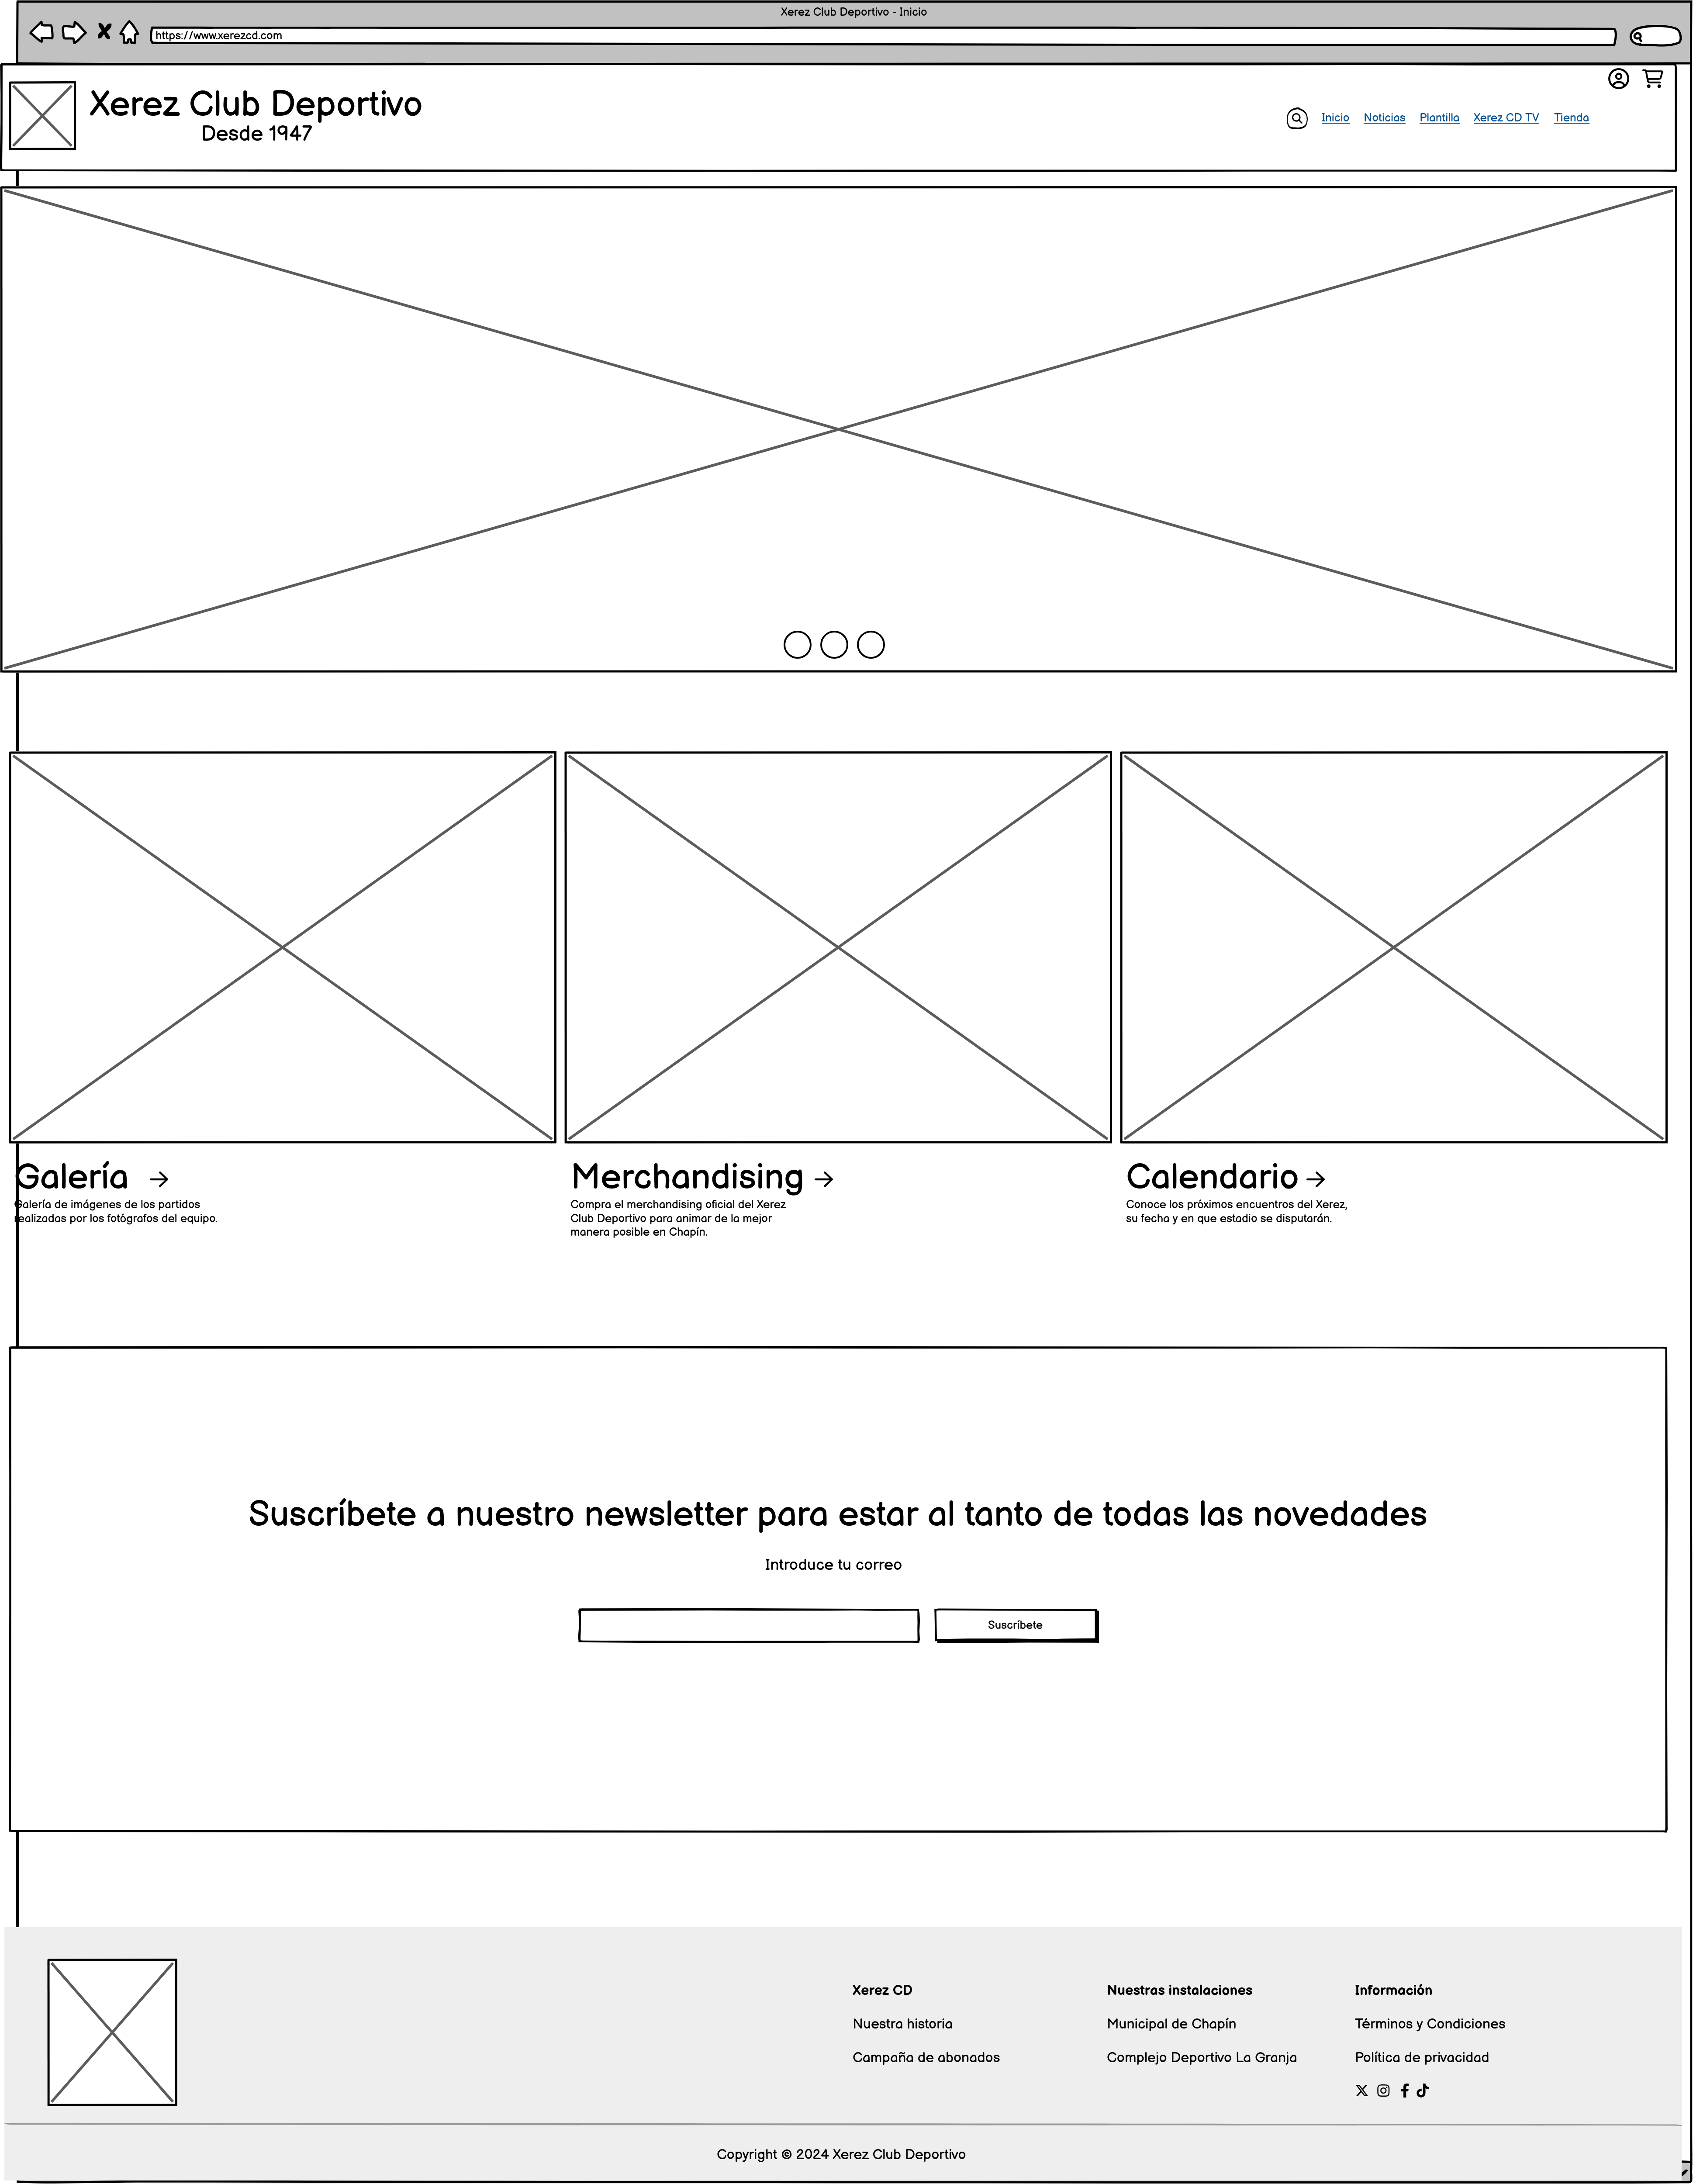 Xerez Club Deportivo - Inicio
https://www.xerezcd.com
Xerez Club Deportivo
Desde 1947
Inicio Noticias Plantilla Xerez CD TV Tienda
Galería
Galería de imágenes de los partidos
realizadas por los fotógrafos del equipo.
Merchandising
Compra el merchandising oficial del Xerez
Club Deportivo para animar de la mejor
manera posible en Chapín.
Calendario
Conoce los próximos encuentros del Xerez,
su fecha y en que estadio se disputarán.
Suscríbete a nuestro newsletter para estar al tanto de todas las novedades
Introduce tu correo
Suscríbete
Xerez CD
Nuestra historia
Campaña de abonados
Nuestras instalaciones
Municipal de Chapín
Complejo Deportivo La Granja
Información
Términos y Condiciones
Política de privacidad
Copyright © 2024 Xerez Club Deportivo